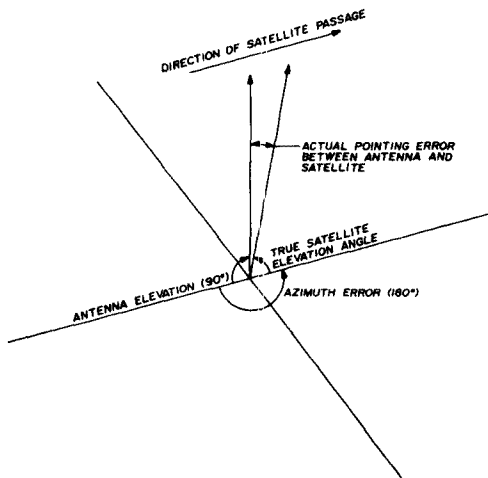 DIRECTION OF SATELLITE PASSAGE
ACTUAL POINTING ERROR
BETWEEN ANTENNA AND
SATELLITE
TRUE SATELLITE
ELEVATION ANGLE
ANTENNA ELEVATION (90°)
AZIMUTH ERROR (180°)